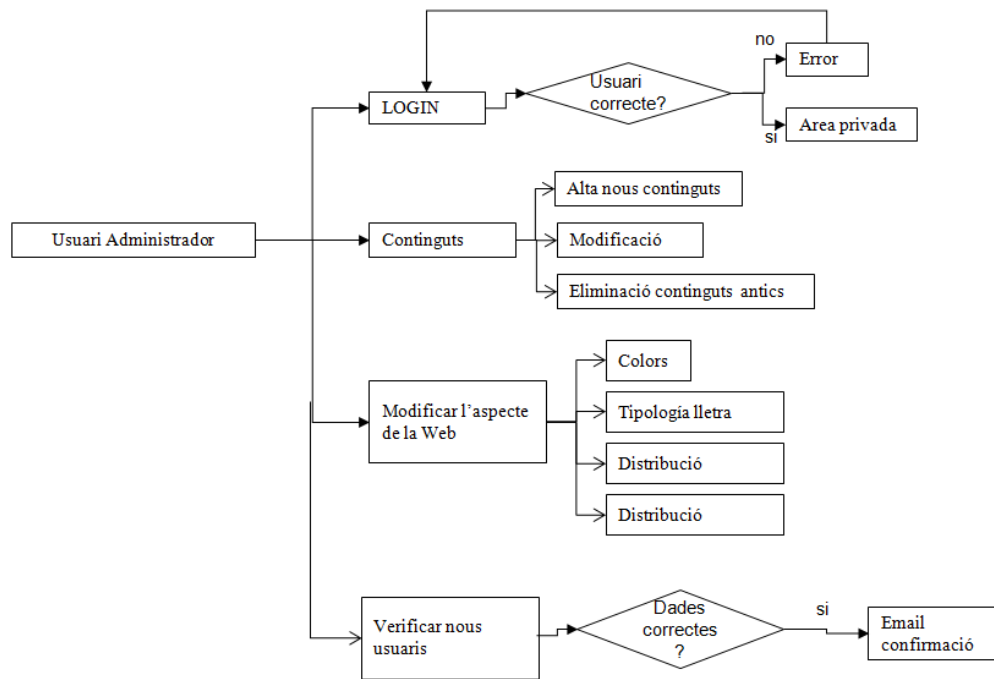 no
Error
Usuari
correcte?
LOGIN
si
Area privada
Alta nous continguts
Usuari Administrador
Continguts
Modificació
Eliminació continguts antics
Colors
Modificar l’aspecte
de la Web
Tipología lletra
Distribució
Distribució
Dades
correctes
?
si
Verificar nous
usuaris
Email
confirmació